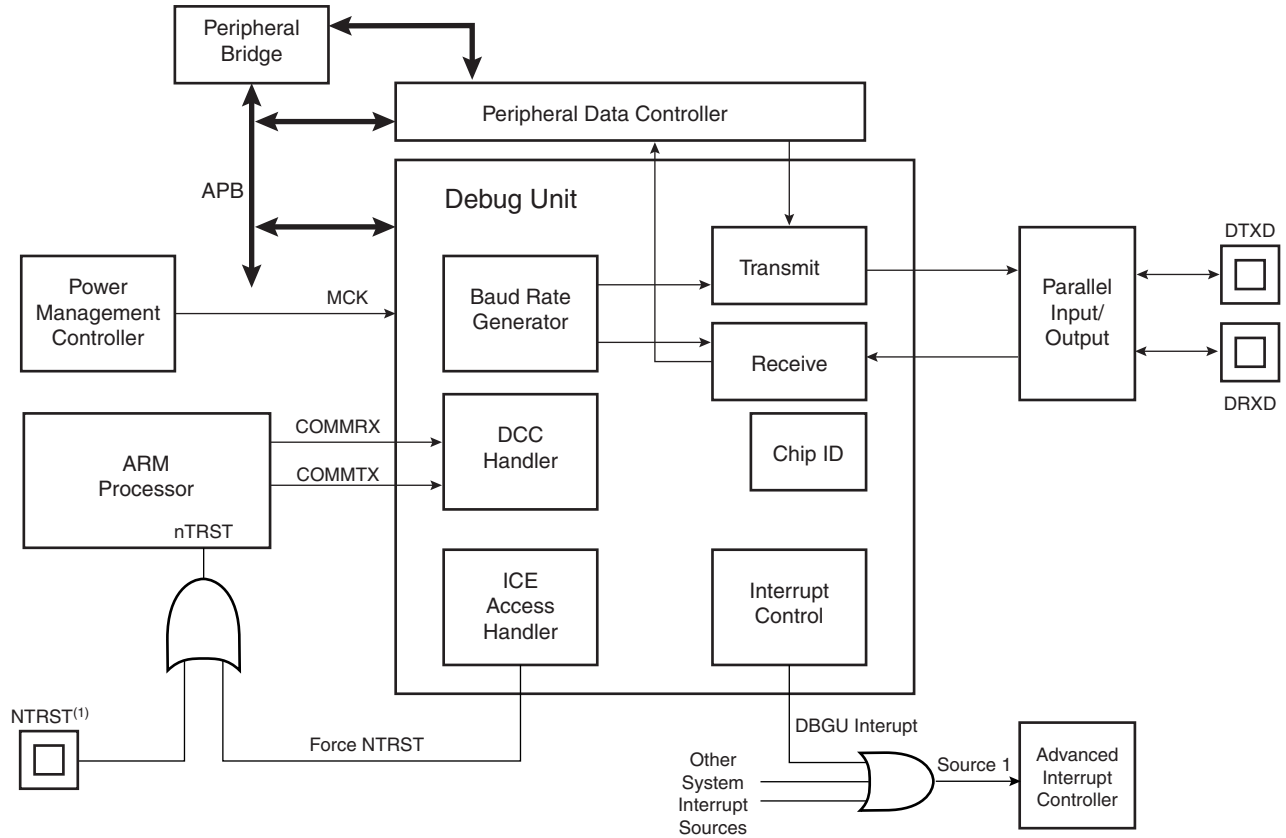 Peripheral
Bridge
Peripheral Data Controller
APB
Debug Unit
DTXD
Power
Management
Controller
MCK
Baud Rate
Generator
Transmit
Receive
Parallel
Input/
Output
DRXD
ARM
Processor
nTRST
COMMRX
COMMTX
DCC
Handler
Chip ID
ICE
Access
Handler
Interrupt
Control
NTRST(1)
Force NTRST
DBGU Interupt
Other
System
Interrupt
Sources
Source 1
Advanced
Interrupt
Controller